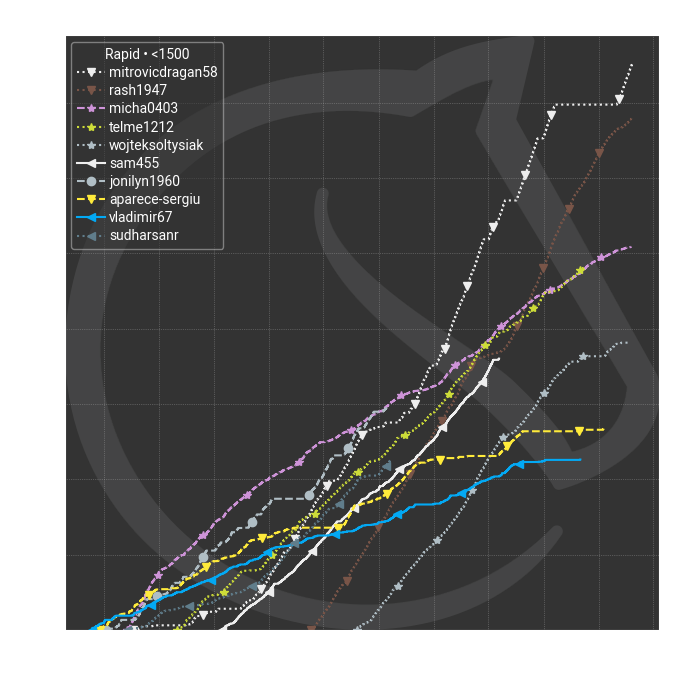 Rapid • <1500
mitrovicdragan58
rash1947
micha0403
telme1212
wojteksoltysiak
sam455
jonilyn1960
aparece-sergiu
vladimir67
sudharsanr